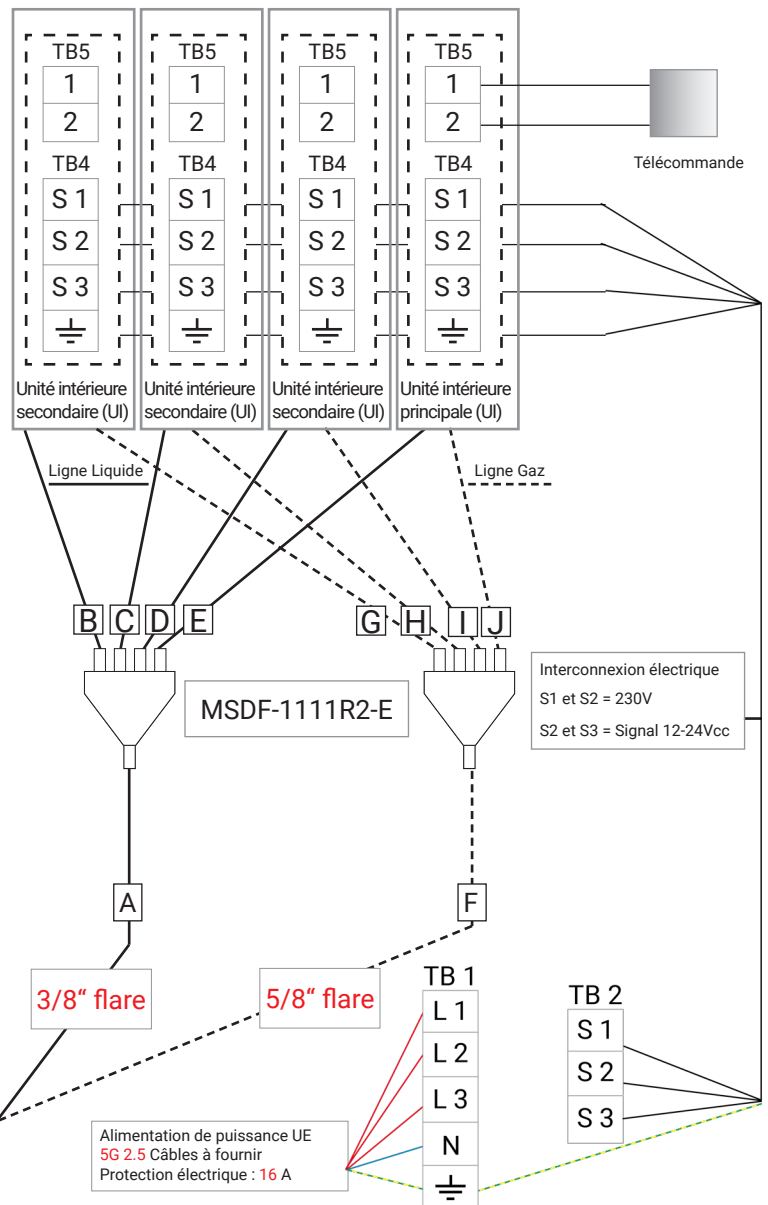 TB5
1
2
TB4
S 1
S 2
S 3
Unité intérieure
secondaire (UI)
TB5
1
2
TB4
S 1
S 2
S 3
Unité intérieure
secondaire (UI)
TB5
1
2
TB4
S 1
S 2
S 3
Unité intérieure
secondaire (UI)
TB5
1
2
TB4
S 1
S 2
S 3
Unité intérieure
principale (UI)
Télécommande
Ligne Liquide
Ligne Gaz
B
C
D
E
G
H
I
J
MSDF-1111R2-E
Interconnexion électrique
S1 et S2 = 230V
S2 et S3 = Signal 12-24Vcc
A
F
3/8“ flare
5/8“ flare
TB 1
L 1
L 2
L 3
N
TB 2
S 1
S 2
S 3
Alimentation de puissance UE
5G 2.5 Câbles à fournir
Protection électrique : 16 A